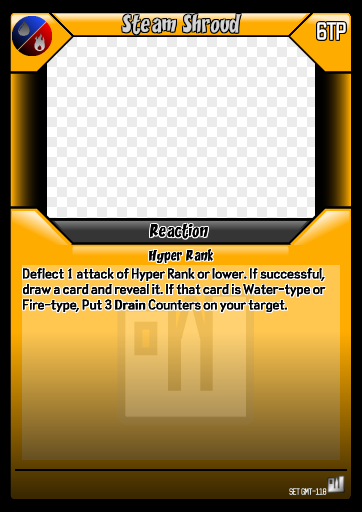 Steam Shroud
6TP
Reaction
Hyper Rank
Deflect 1 attack of Hyper Rank or lower. If successful,
draw a card and reveal it. If that card is Water-type or
Fire-type, Put 3 Drain Counters on your target.
SET GMT-118